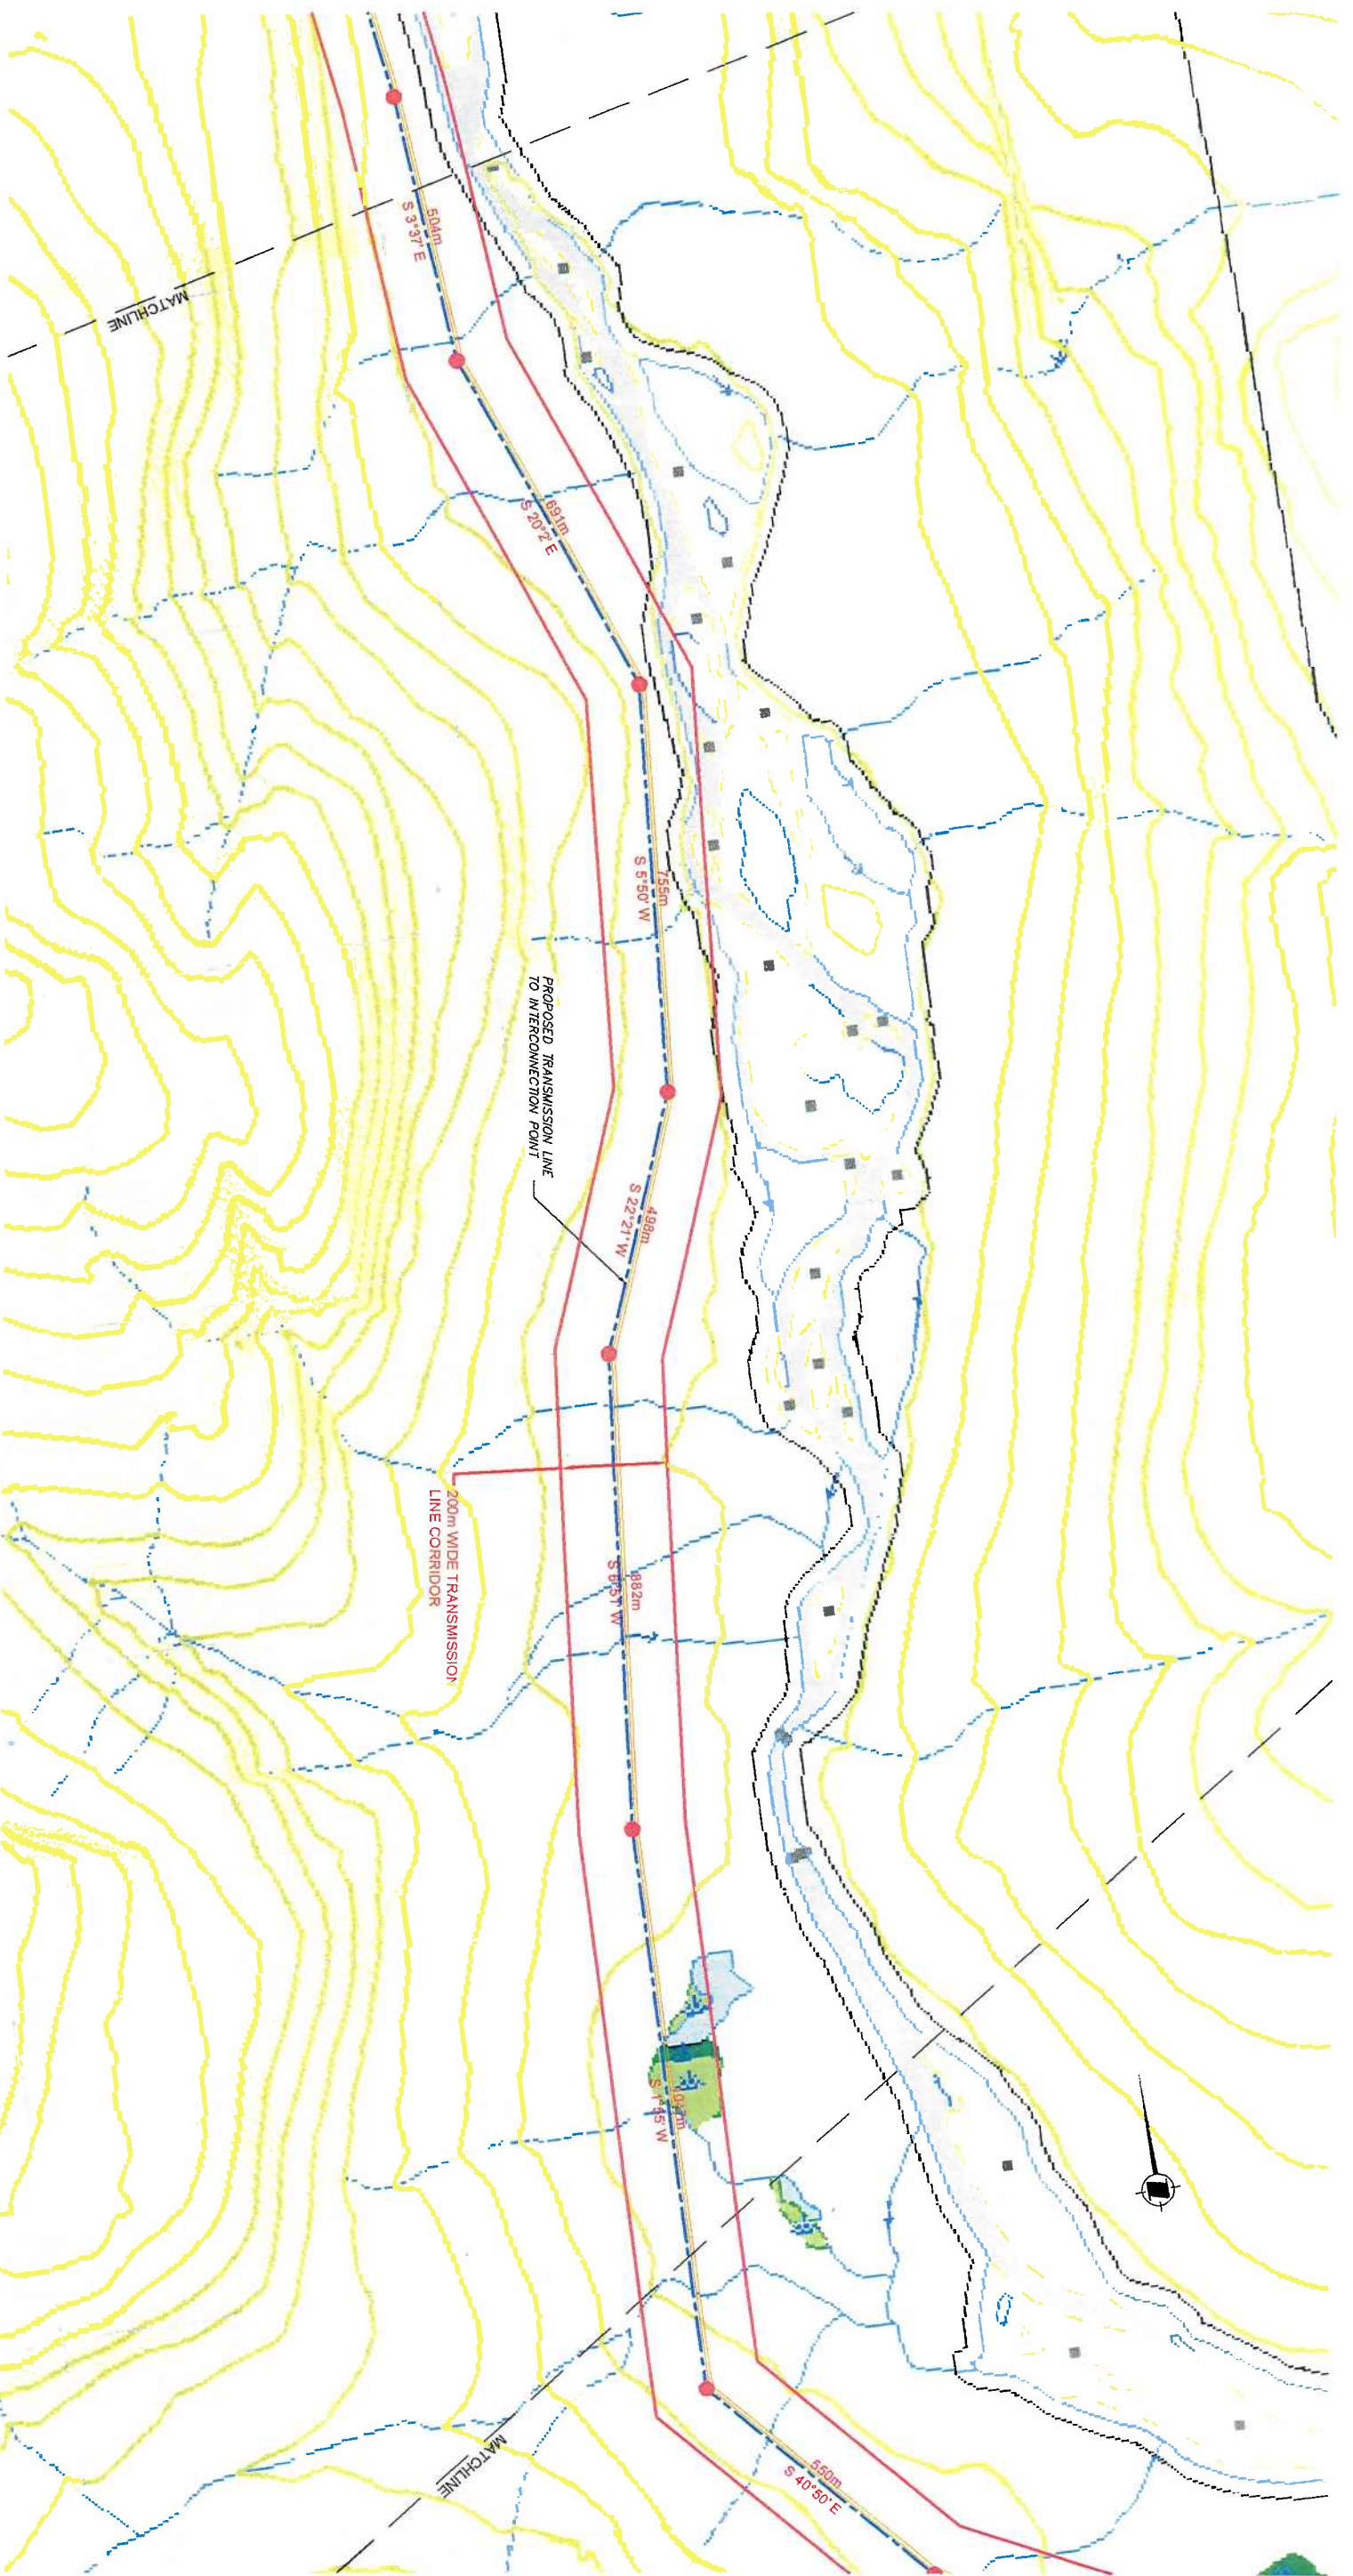 MATCHLINE
504m
S 3°37' E
691m
S 20°2' E
755m
S 5°50' W
PROPOSED TRANSMISSION LINE
TO INTERCONNECTION POINT
498m
S 22°21' W
200m WIDE TRANSMISSION
LINE CORRIDOR
882m
S 6°51' W
S 1°45' W
MATCHLINE
550m
S 40°50' E